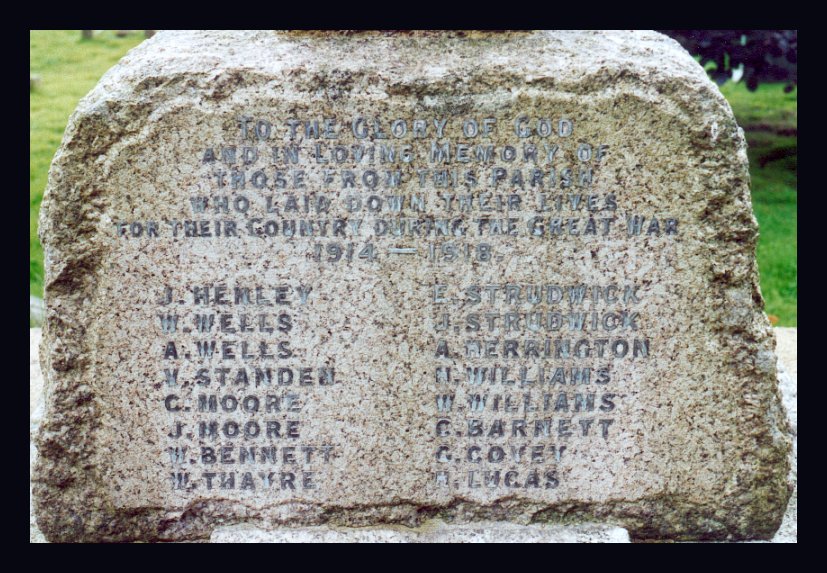 TO THE GLORY OF GOD
AND IN LOVING MEMORY OF
THOSE FROM THIS PARISH
WHO LAID DOWN THEIR LIVES
FOR THEIR COUNTRY DURING THE GREAT WAR
1914 — 1918.
J. HENLEY
W. WELLS
A. WELLS
V. STANDEN
C. MOORE
J. MOORE
W. BENNETT
W. THAYRE
E. STRUDWICK
J. STRUDWICK
A. HERRINGTON
H. WILLIAMS
W. WILLIAMS
BARNETT
COVEY
LUCAS